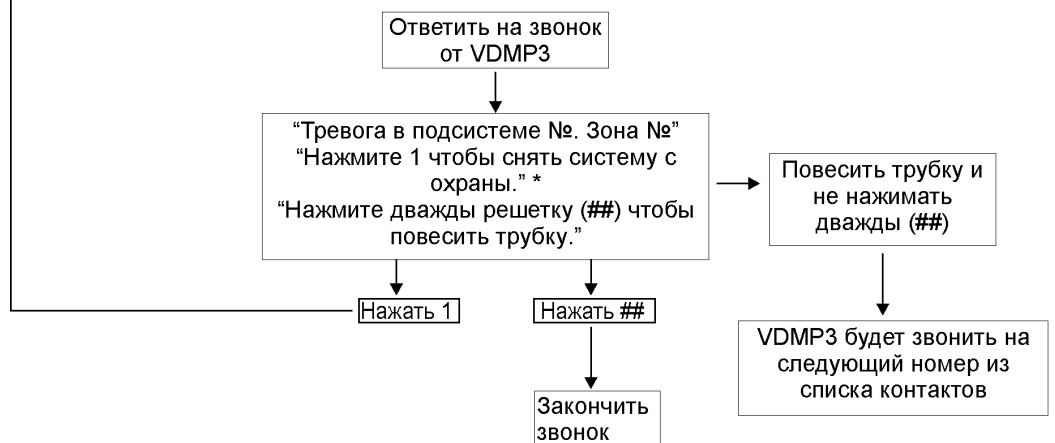 Ответить на звонок
от VDMP3
“Тревога в подсистеме №. Зона №”
“Нажмите 1 чтобы снять систему с
охраны.” *
“Нажмите дважды решетку (##) чтобы
повесить трубку.”
Повесить трубку и
не нажимать
дважды (##)
Нажать 1
Нажать ##
VDMP3 будет звонить на
следующий номер из
списка контактов
Закончить
звонок